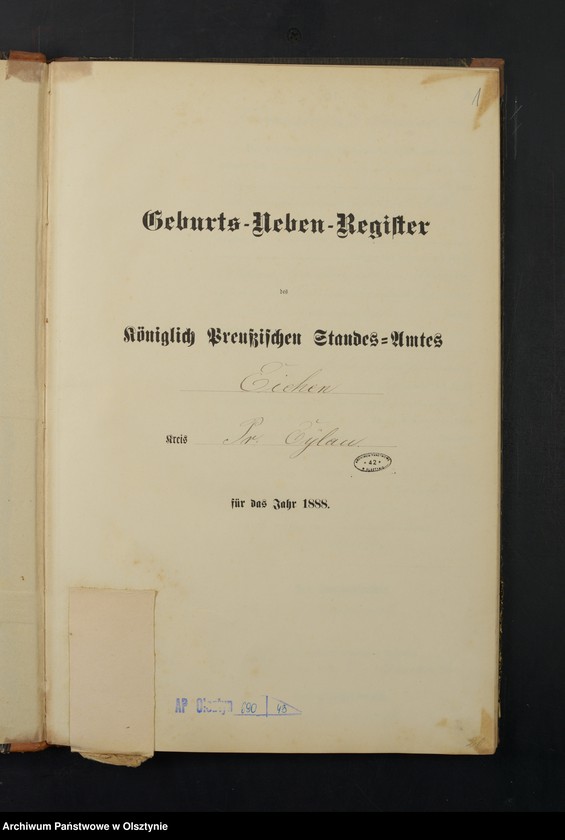 1
Geburts-Neben-Register
des
Königlich Preußischen Standes-Amtes
Eichen
Kreis Pr. Eylau
für das Jahr 1888.
42
AP Olsztyn 290 48
Archiwum Państwowe w Olsztynie